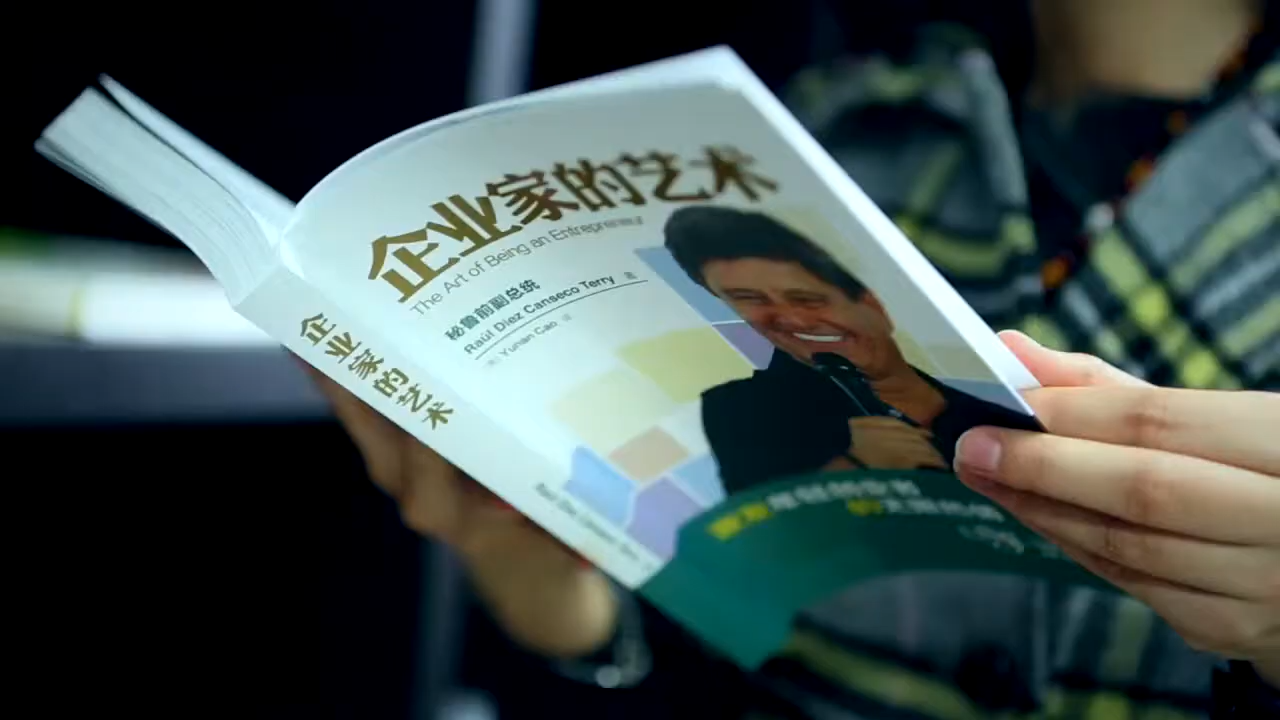 企业家的艺术
The Art of Being an Entrepreneur
秘鲁前副总统
Raúl Diez Canseco Terry 著
Yunan Cao 译
企业家的艺术